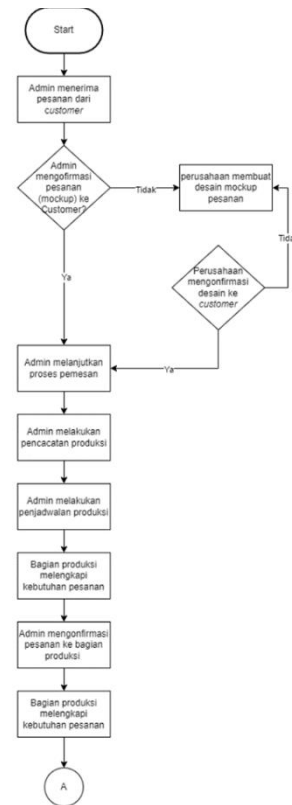 Start
Admin menerima
pesanan dari
customer
Admin
mengofirmasi
pesanan
(mockup) ke
Customer?
Tidak
perusahaan membuat
desain mockup
pesanan
Tida
Perusahaan
mengonfirmasi
desain ke
customer
Ya
Ya
Admin melanjutkan
proses pemesan
Admin melakukan
pencacatan produksi
Admin melakukan
penjadwalan produksi
Bagian produksi
melengkapi
kebutuhan pesanan
Admin mengonfirmasi
pesanan ke bagian
produksi
Bagian produksi
melengkapi
kebutuhan pesanan
A